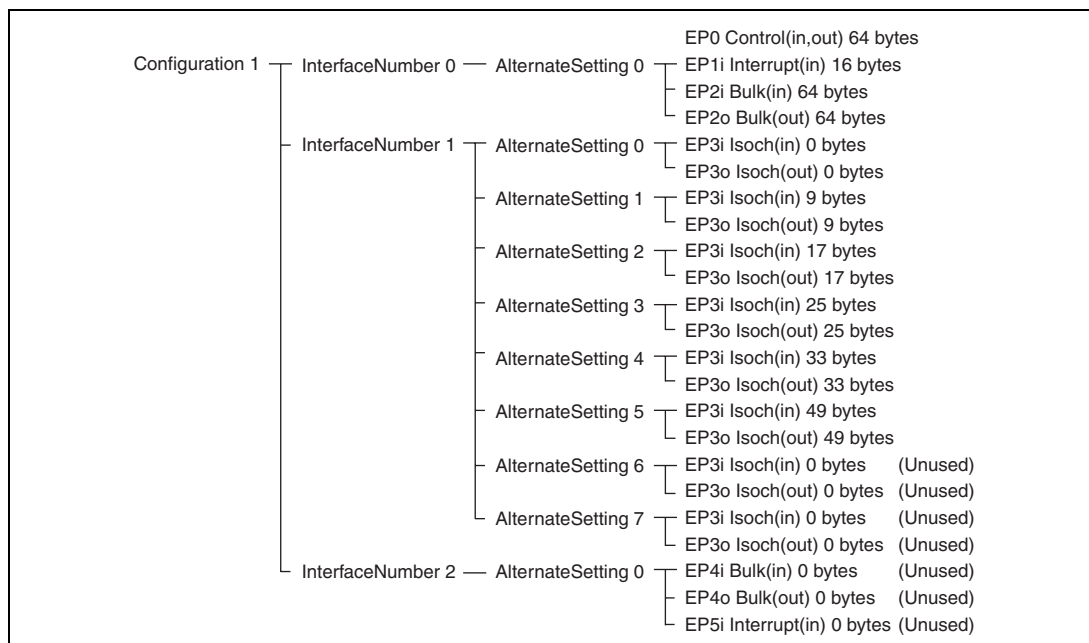 EP0 Control(in,out) 64 bytes
Configuration 1 InterfaceNumber 0 AlternateSetting 0 EP1i Interrupt(in) 16 bytes
EP2i Bulk(in) 64 bytes
EP2o Bulk(out) 64 bytes
InterfaceNumber 1 AlternateSetting 0 EP3i Isoch(in) 0 bytes
EP3o Isoch(out) 0 bytes
AlternateSetting 1 EP3i Isoch(in) 9 bytes
EP3o Isoch(out) 9 bytes
AlternateSetting 2 EP3i Isoch(in) 17 bytes
EP3o Isoch(out) 17 bytes
AlternateSetting 3 EP3i Isoch(in) 25 bytes
EP3o Isoch(out) 25 bytes
AlternateSetting 4 EP3i Isoch(in) 33 bytes
EP3o Isoch(out) 33 bytes
AlternateSetting 5 EP3i Isoch(in) 49 bytes
EP3o Isoch(out) 49 bytes
AlternateSetting 6 EP3i Isoch(in) 0 bytes (Unused)
EP3o Isoch(out) 0 bytes (Unused)
AlternateSetting 7 EP3i Isoch(in) 0 bytes (Unused)
EP3o Isoch(out) 0 bytes (Unused)
InterfaceNumber 2 AlternateSetting 0 EP4i Bulk(in) 0 bytes (Unused)
EP4o Bulk(out) 0 bytes (Unused)
EP5i Interrupt(in) 0 bytes (Unused)